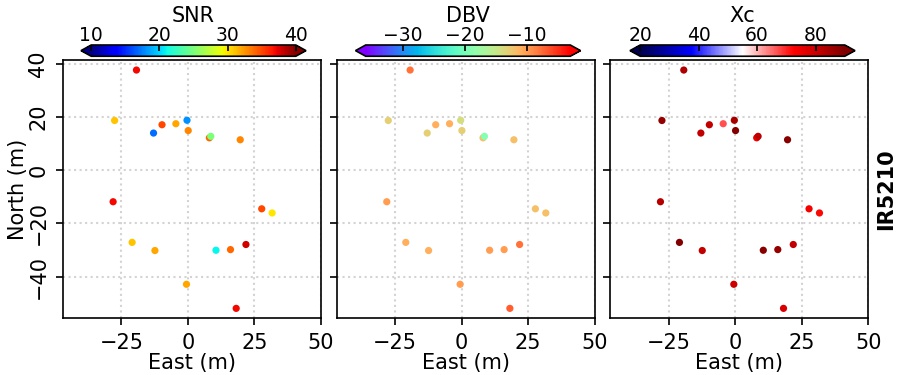 SNR DBV Xc
10 20 30 40 −30 −20 −10 20 40 60 80
40
20
0
−20
−40
North (m)
−25 0 25 50 −25 0 25 50 −25 0 25 50
East (m) East (m) East (m)
IR5210